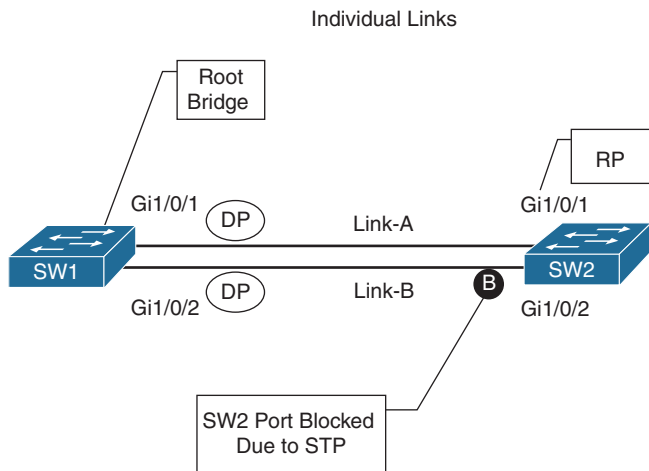 Individual Links
Root
Bridge
RP
Gi1/0/1
DP
Link-A
Gi1/0/1
SW1
SW2
Gi1/0/2
DP
Link-B
B
Gi1/0/2
SW2 Port Blocked
Due to STP